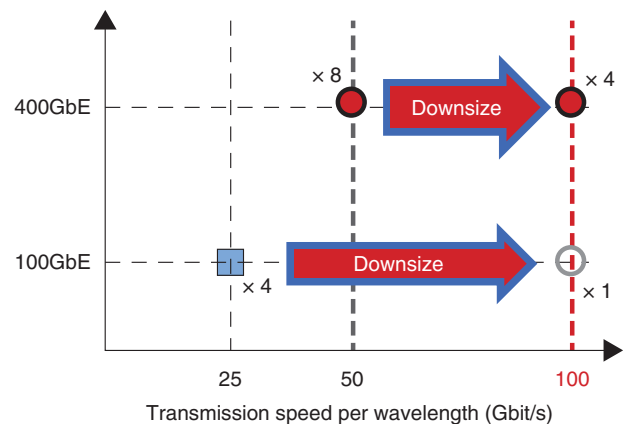 × 8
× 4
400GbE
Downsize
100GbE
Downsize
× 4
× 1
25
50
100
Transmission speed per wavelength (Gbit/s)